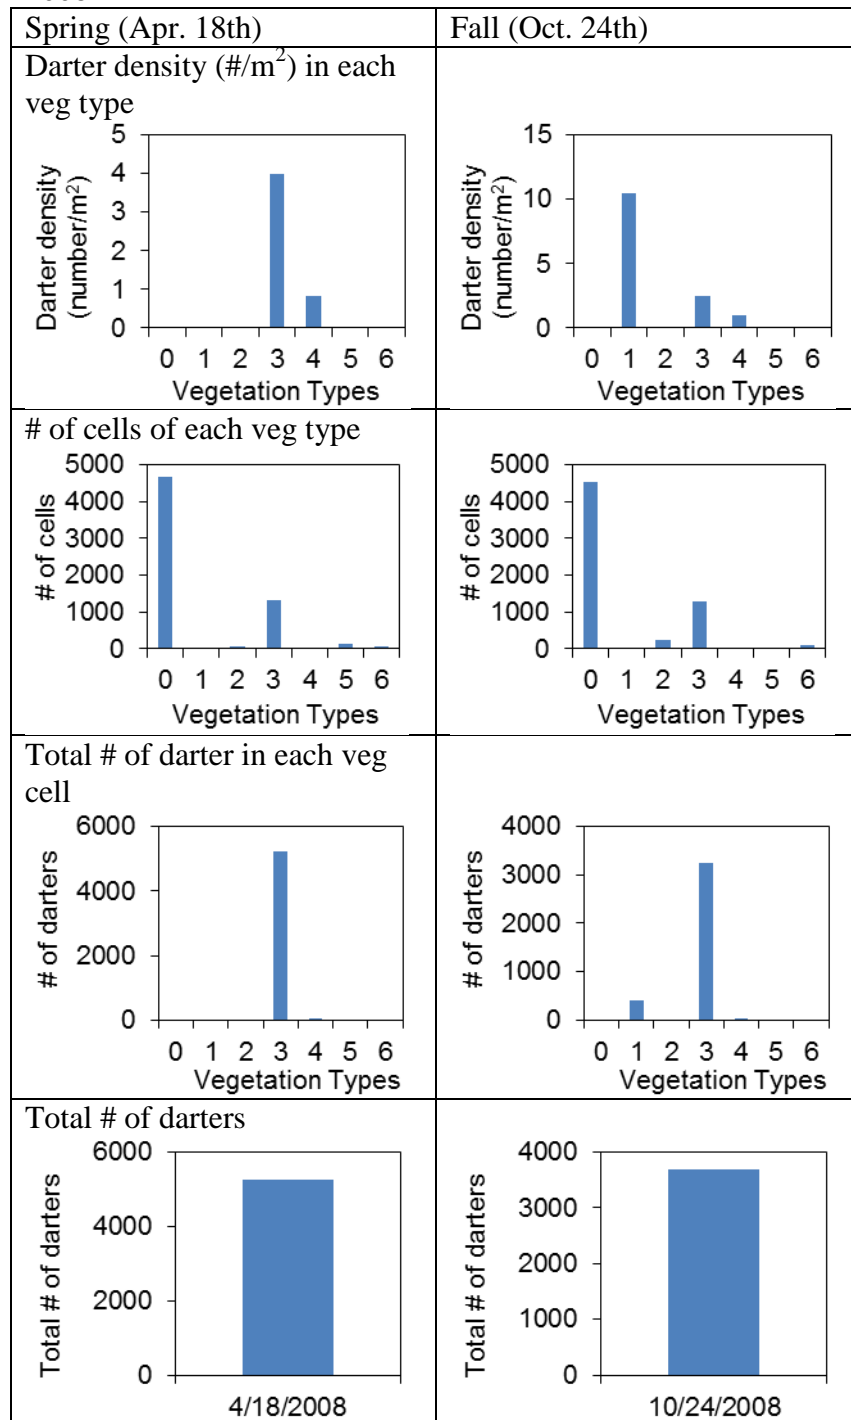 Spring (Apr. 18th)
Fall (Oct. 24th)
Darter density (#/m²) in each
veg type
5
4
3
2
1
0
Darter density
(number/m²)
0 1 2 3 4 5 6
Vegetation Types
15
10
5
0
Darter density
(number/m²)
0 1 2 3 4 5 6
Vegetation Types
# of cells of each veg type
5000
4000
3000
2000
1000
0
# of cells
0 1 2 3 4 5 6
Vegetation Types
5000
4000
3000
2000
1000
0
# of cells
0 1 2 3 4 5 6
Vegetation Types
Total # of darter in each veg
cell
6000
4000
2000
0
# of darters
0 1 2 3 4 5 6
Vegetation Types
4000
3000
2000
1000
0
# of darters
0 1 2 3 4 5 6
Vegetation Types
Total # of darters
6000
4000
2000
0
Total # of darters
4/18/2008
4000
3000
2000
1000
0
Total # of darters
10/24/2008